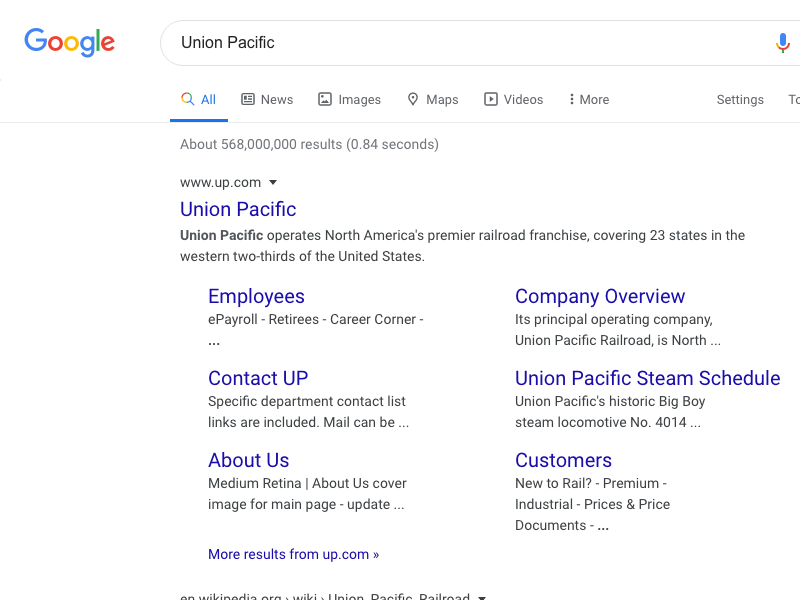 Google
Union Pacific
All News Images Maps Videos More Settings
About 568,000,000 results (0.84 seconds)
www.up.com
Union Pacific
Union Pacific operates North America's premier railroad franchise, covering 23 states in the
western two-thirds of the United States.
Employees
ePayroll - Retirees - Career Corner -
...
Company Overview
Its principal operating company,
Union Pacific Railroad, is North ...
Contact UP
Specific department contact list
links are included. Mail can be ...
Union Pacific Steam Schedule
Union Pacific's historic Big Boy
steam locomotive No. 4014 ...
About Us
Medium Retina | About Us cover
image for main page - update ...
Customers
New to Rail? - Premium -
Industrial - Prices & Price
Documents - ...
More results from up.com »
en.wikipedia.org › wiki › Union_Pacific_Railroad